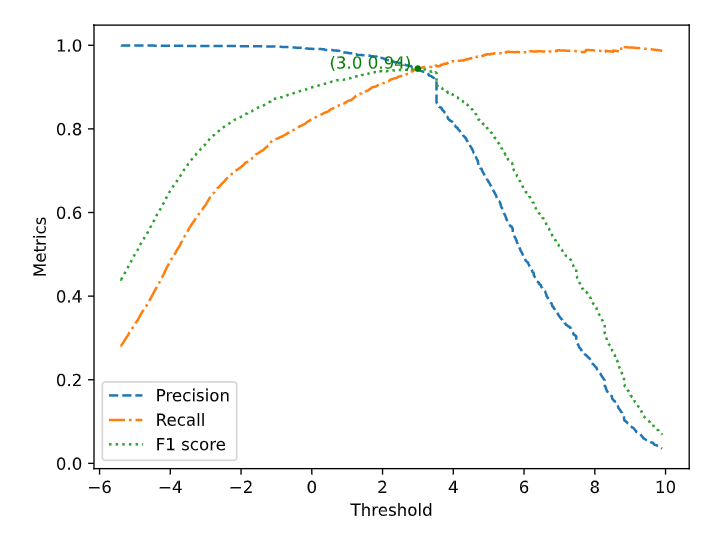 1.0
(3.0 0.94)
0.8
0.6
0.4
0.2
0.0
Metrics
Precision
Recall
F1 score
−6 −4 −2 0 2 4 6 8 10
Threshold